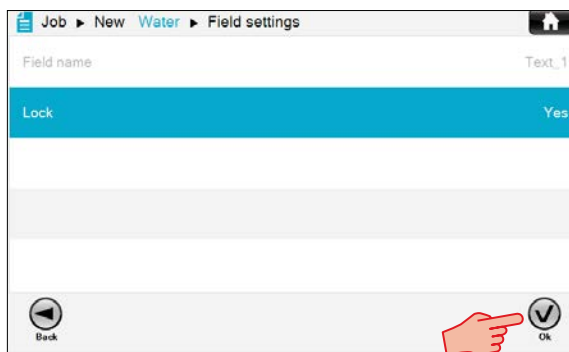 Job ► New Water ► Field settings
Field name Text_1
Lock Yes
Back Ok